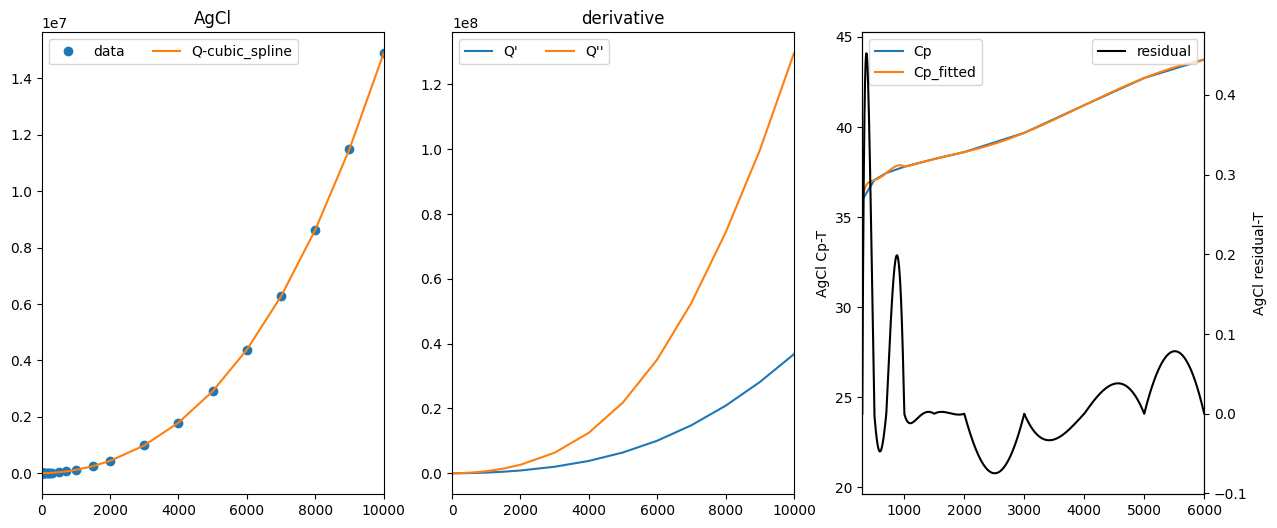 AgCl
1e7
data
Q-cubic_spline
1.4
1.2
1.0
0.8
0.6
0.4
0.2
0.0
0 2000 4000 6000 8000 10000
derivative
1e8
Q' Q''
1.2
1.0
0.8
0.6
0.4
0.2
0.0
0 2000 4000 6000 8000 10000
Cp
Cp_fitted
residual
45
40
35
30
25
20
AgCl Cp-T
0.4
0.3
0.2
0.1
0.0
−0.1
AgCl residual-T
1000 2000 3000 4000 5000 6000